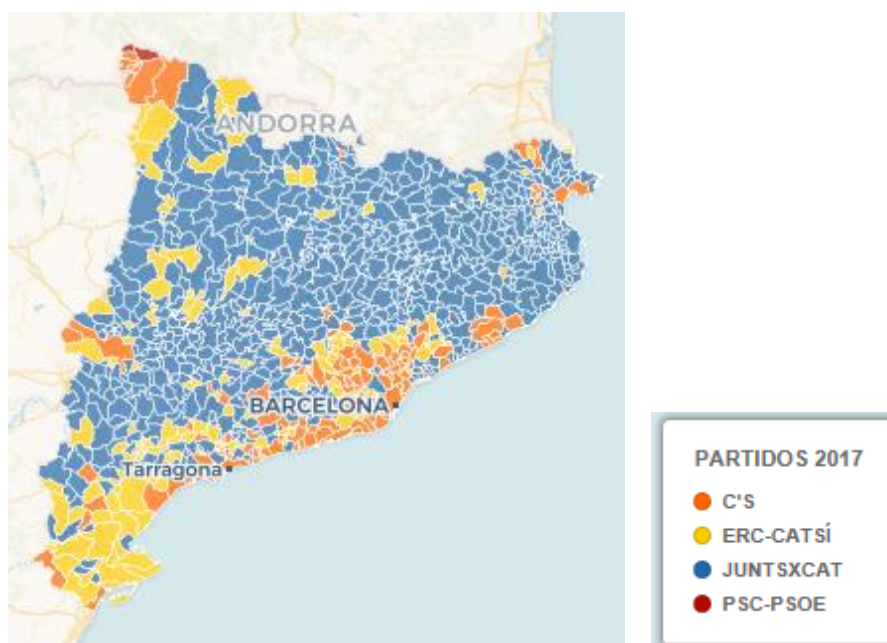 ANDORRA
BARCELONA
Tarragona
PARTIDOS 2017
C'S
ERC-CATSÍ
JUNTSXCAT
PSC-PSOE